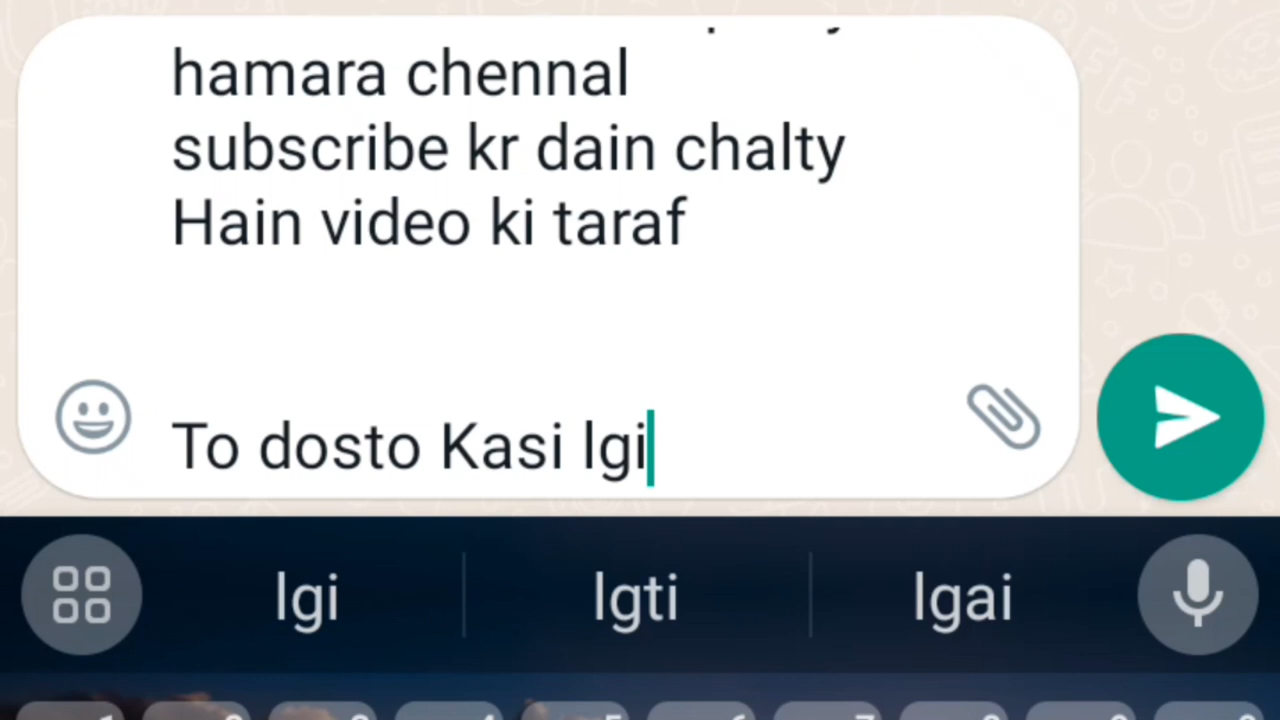 hamara chennal
subscribe kr dain chalty
Hain video ki taraf
To dosto Kasi lgi
lgi lgti lgai